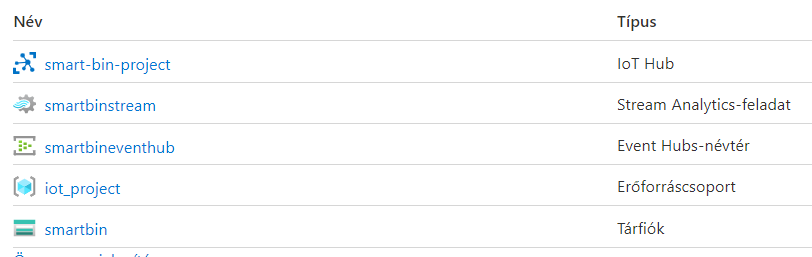 Név Típus
smart-bin-project IoT Hub
smartbinstream Stream Analytics-feladat
smartbineventhub Event Hubs-névtér
iot_project Erőforráscsoport
smartbin Tárfiók